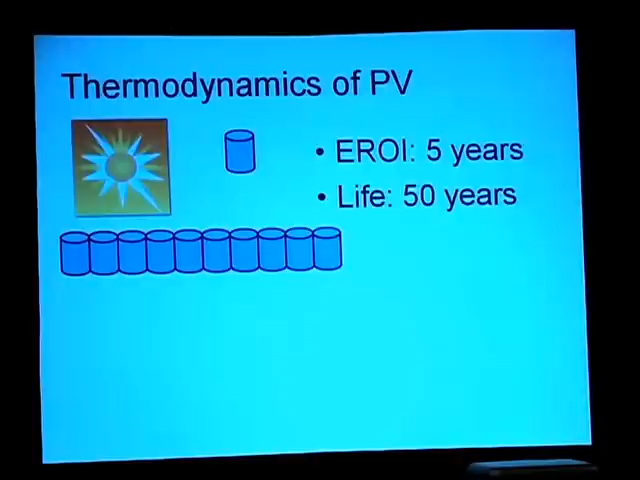 Thermodynamics of PV
• EROI: 5 years
• Life: 50 years